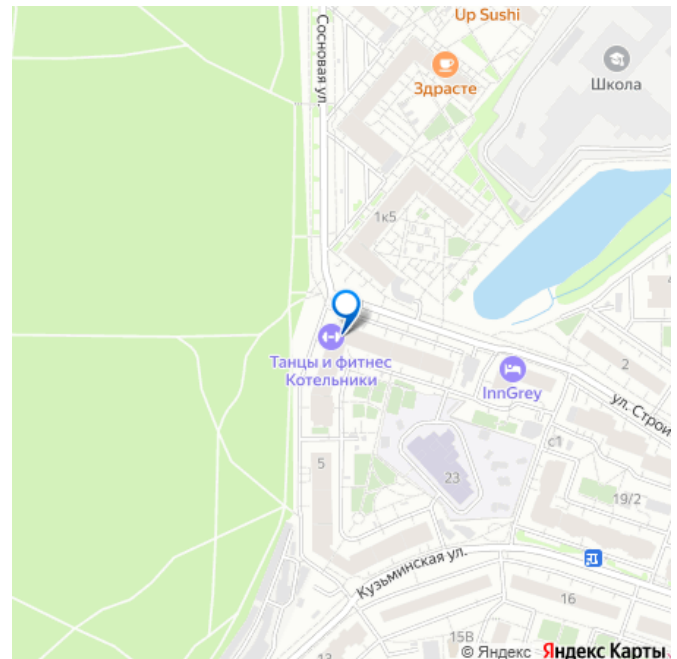 Up Sushi
Сосновая ул.
Здрасте
Школа
1к5
Танцы и фитнес
Котельники
InnGrey
2
ул. Строи
с1
5
23
19/2
Кузьминская ул.
16
15В
13
© Яндекс Яндекс Карты